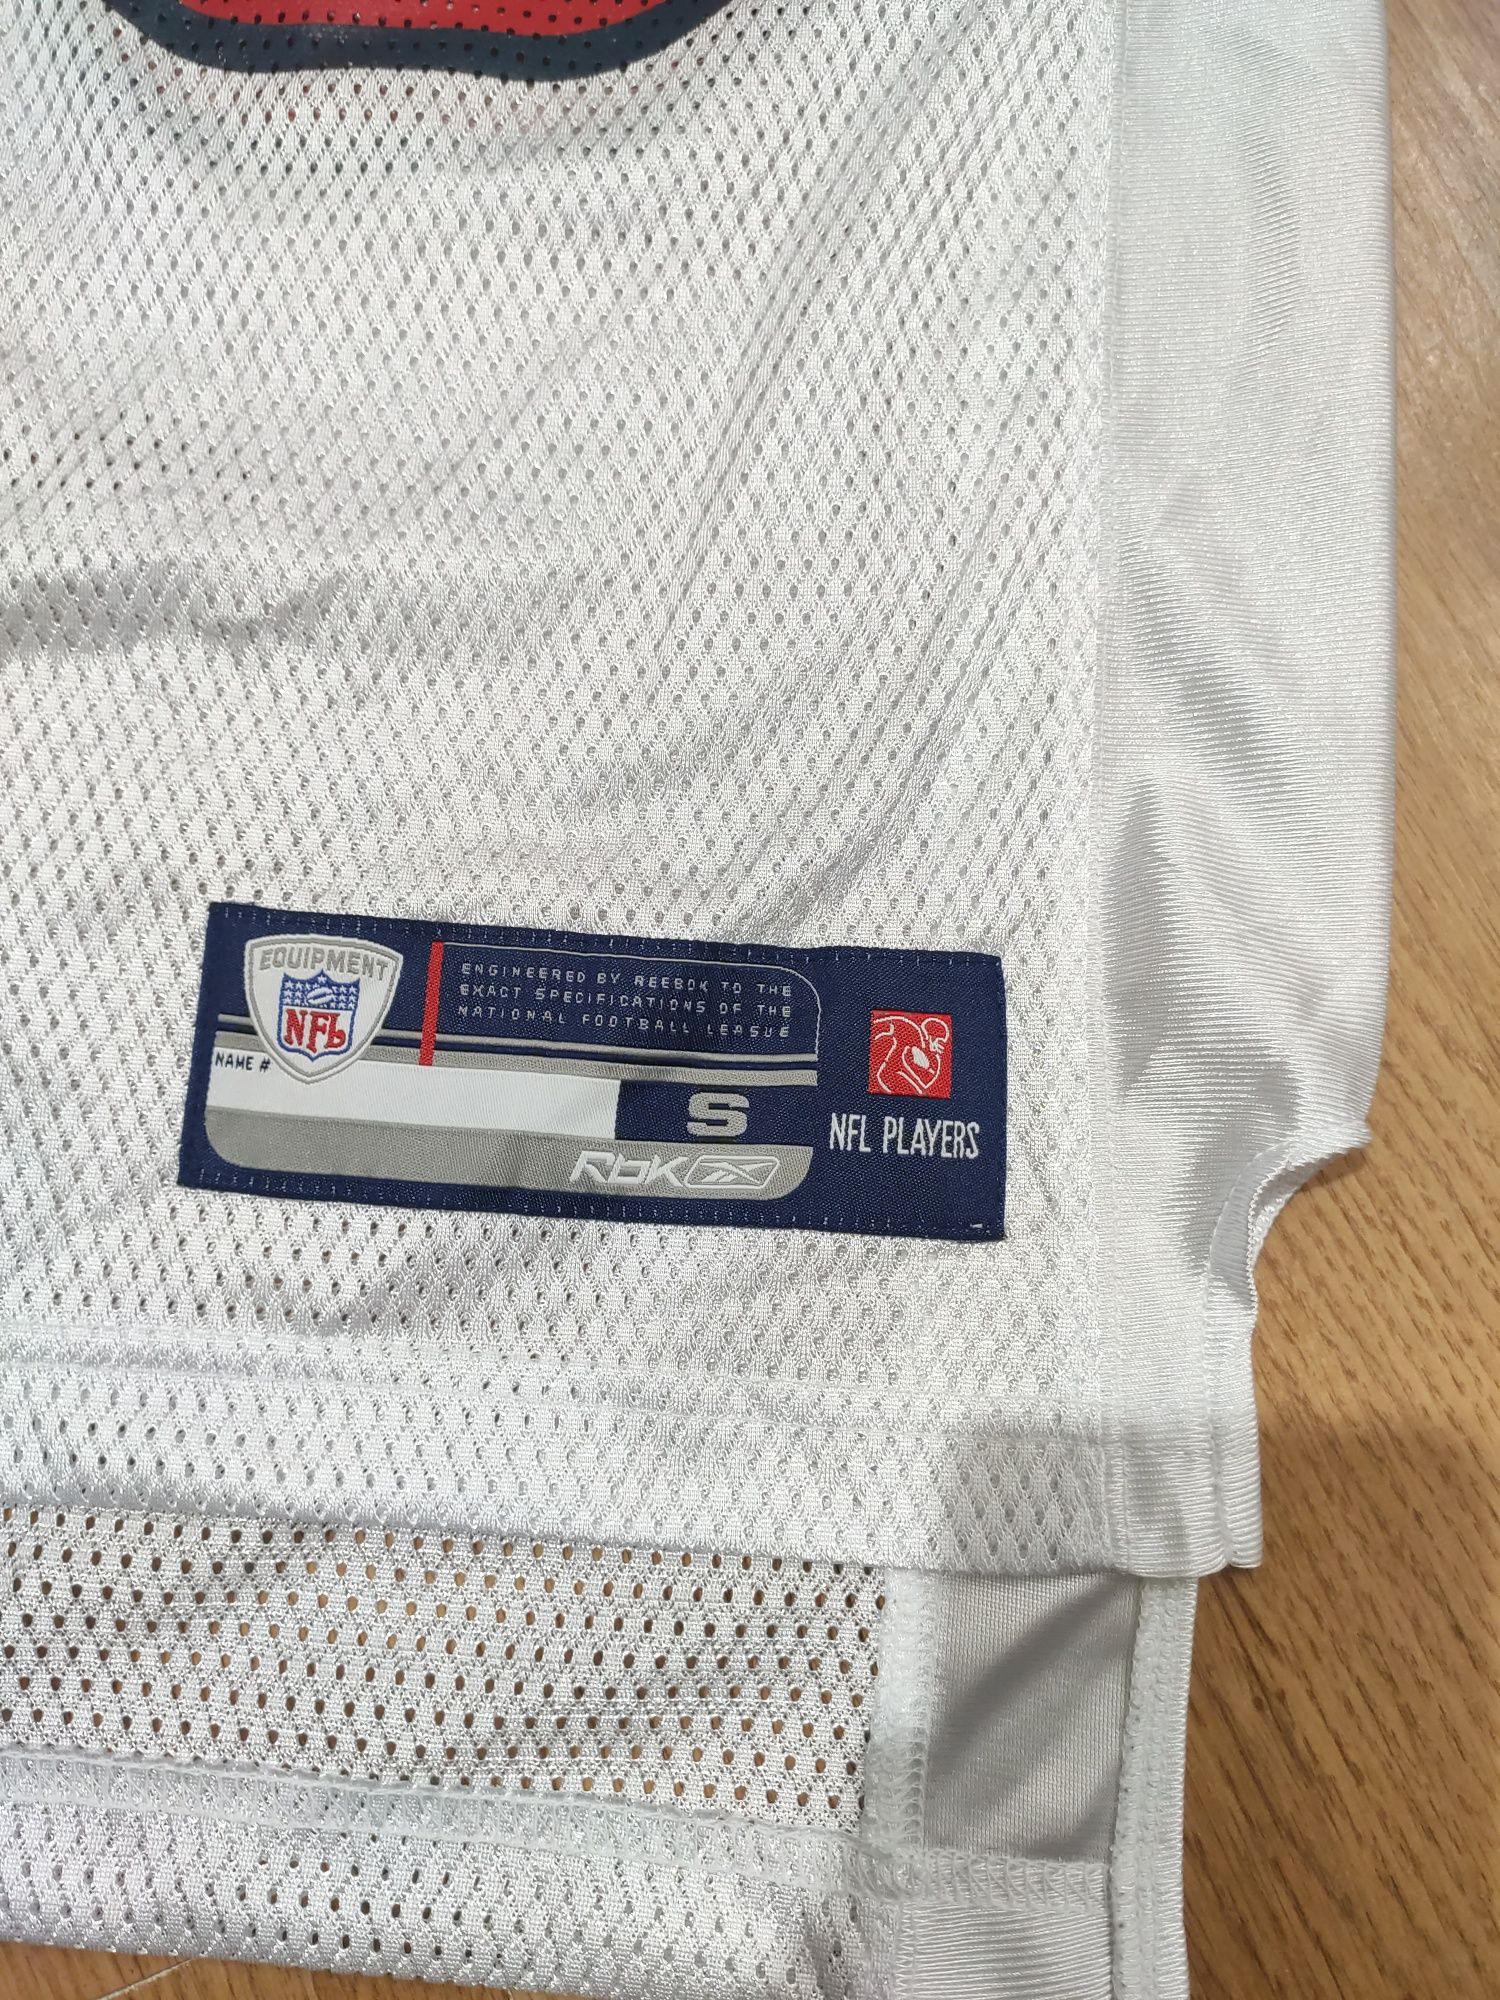 EQUIPMENT
NFL
ENGINEERED BY REEBOK TO THE
EXACT SPECIFICATIONS OF THE
NATIONAL FOOTBALL LEAGUE
NAME #
S
RbK
NFL PLAYERS